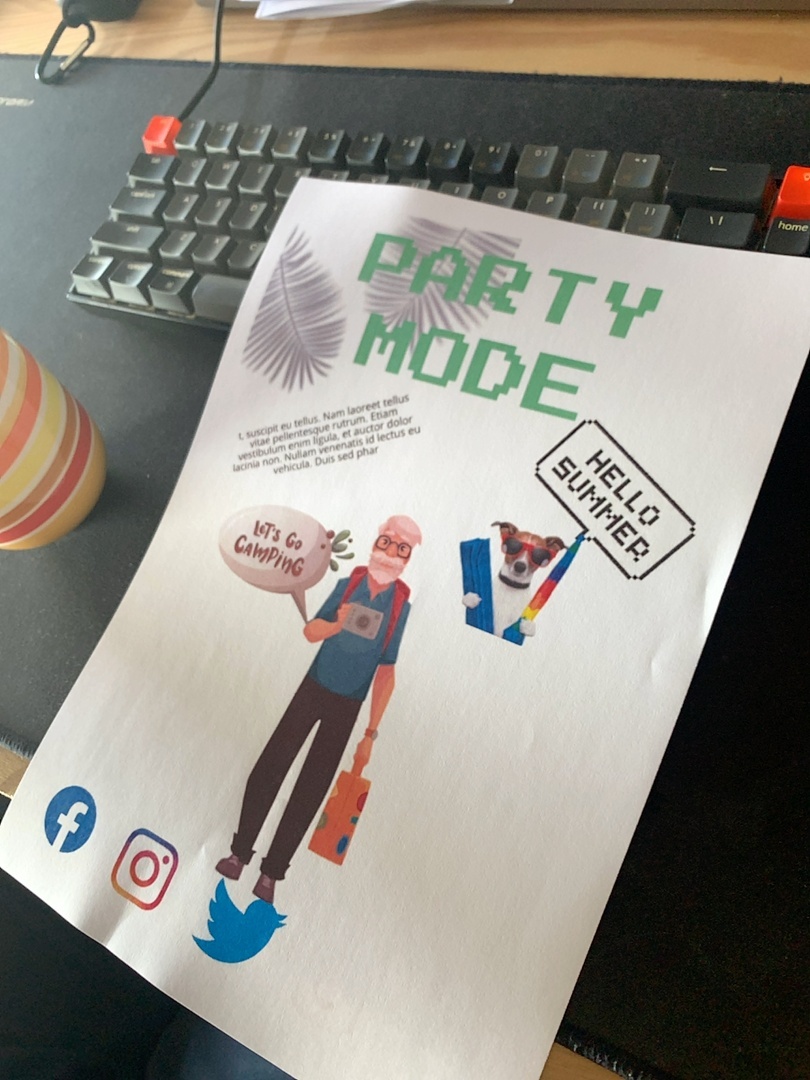 home
PARTY
MODE
t, suscipit eu tellus. Nam laoreet tellus
vitae pellentesque rutrum. Etiam
vestibulum enim ligula, et auctor dolor
lacinia non. Nullam venenatis id lectus eu
vehicula. Duis sed phar
HELLO
SUMMER
LET'S GO
CAMPING